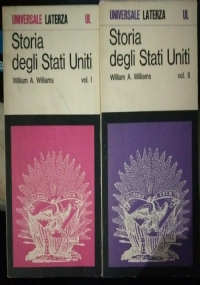 UNIVERSALE LATERZA UL
Storia
degli Stati Uniti
William A. Williams vol. I
UNIVERSALE LATERZA UL
Storia
degli Stati Uniti
William A. Williams vol. II